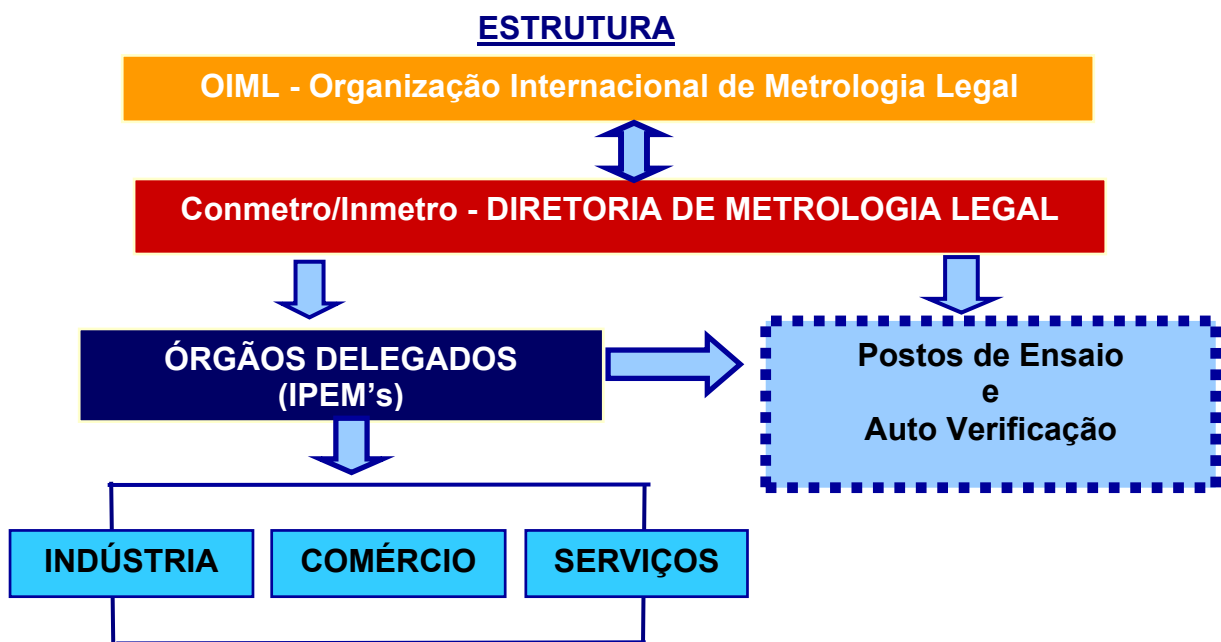 ESTRUTURA
OIML - Organização Internacional de Metrologia Legal
Conmetro/Inmetro - DIRETORIA DE METROLOGIA LEGAL
ÓRGÃOS DELEGADOS
(IPEM’s)
Postos de Ensaio
e
Auto Verificação
INDÚSTRIA
COMÉRCIO
SERVIÇOS